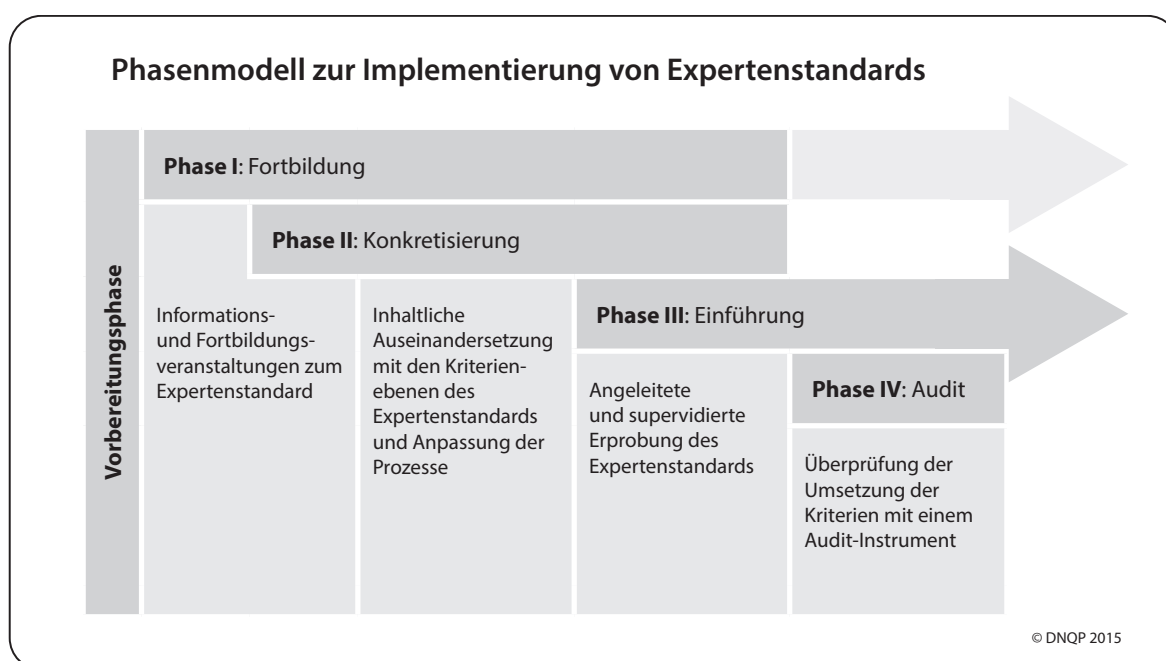 Phasenmodell zur Implementierung von Expertenstandards
Vorbereitungsphase
Phase I: Fortbildung
Phase II: Konkretisierung
Informations-
und Fortbildungs-
veranstaltungen zum
Expertenstandard
Inhaltliche
Auseinandersetzung
mit den Kriterien-
ebenen des
Expertenstandards
und Anpassung der
Prozesse
Phase III: Einführung
Angeleitete
und supervidierte
Erprobung des
Expertenstandards
Phase IV: Audit
Überprüfung der
Umsetzung der
Kriterien mit einem
Audit-Instrument
© DNQP 2015